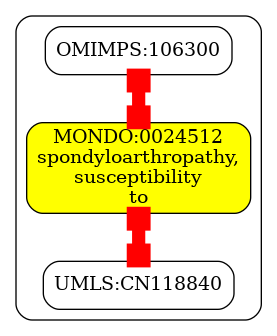 OMIMPS:106300
MONDO:0024512
spondyloarthropathy,
susceptibility
to
UMLS:CN118840